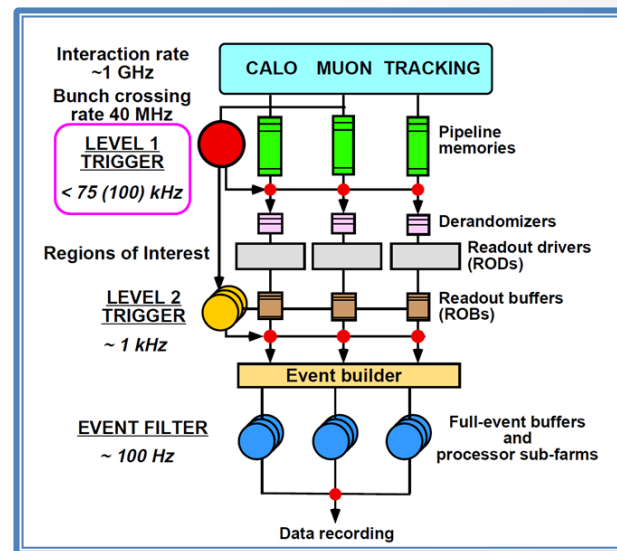 Interaction rate
~1 GHz
CALO MUON TRACKING
Bunch crossing
rate 40 MHz
LEVEL 1
TRIGGER
< 75 (100) kHz
Pipeline
memories
Derandomizers
Regions of Interest
Readout drivers
(RODs)
LEVEL 2
TRIGGER
~ 1 kHz
Readout buffers
(ROBs)
Event builder
EVENT FILTER
~ 100 Hz
Full-event buffers
and
processor sub-farms
Data recording